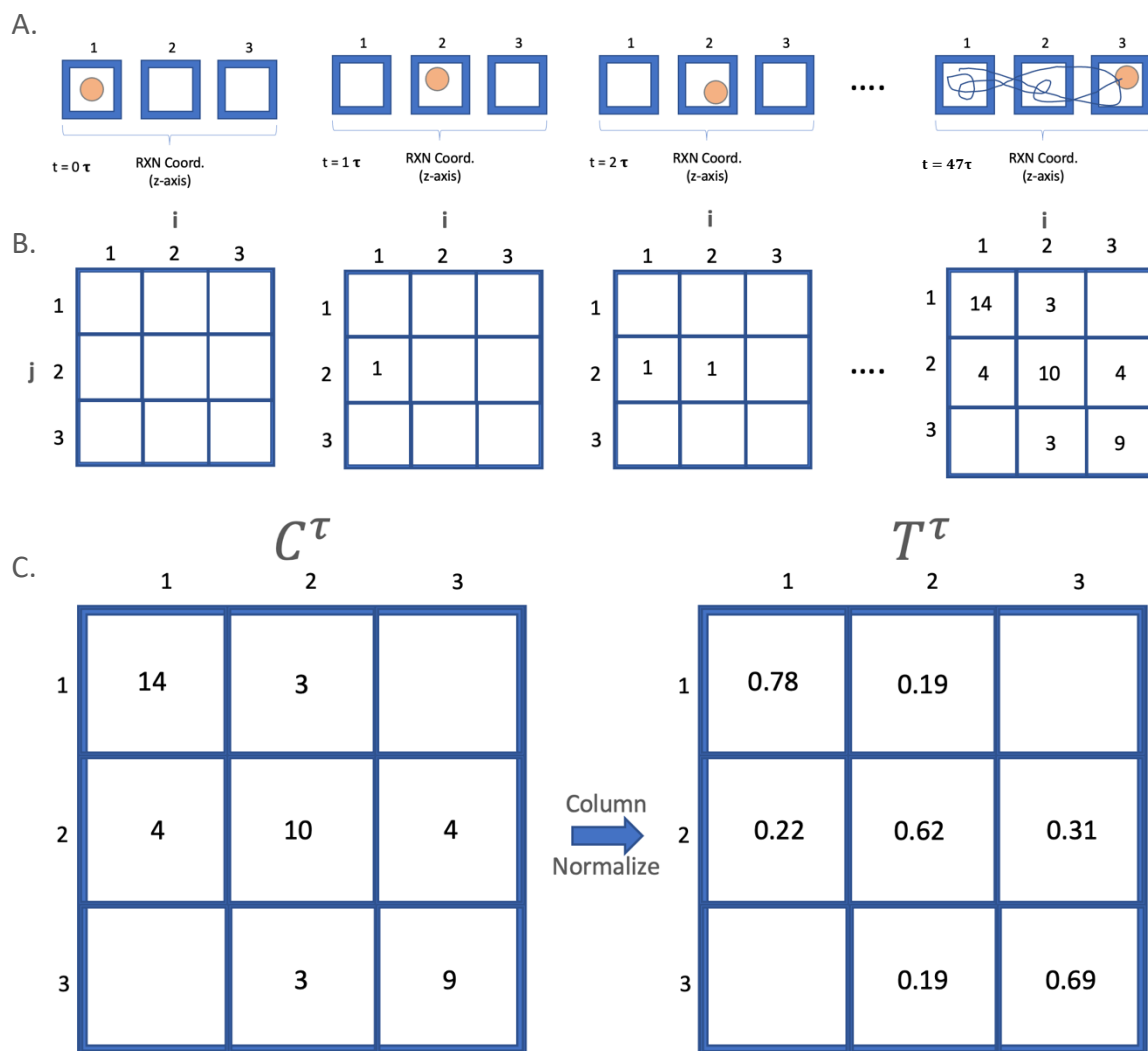 A.
1 2 3 1 2 3 1 2 3 1 2 3
....
t = 0 τ RXN Coord. (z-axis)
t = 1 τ RXN Coord. (z-axis)
t = 2 τ RXN Coord. (z-axis)
t = 47τ RXN Coord. (z-axis)
B.
i i i i
1 2 3 1 2 3 1 2 3 1 2 3
1 1 1 1 14 3
j 2 2 1 2 1 1 .... 2 4 10 4
3 3 3 3 3 9
C.
C^τ T^τ
1 2 3 1 2 3
1 14 3 1 0.78 0.19
2 4 10 4 Column Normalize 2 0.22 0.62 0.31
3 3 9 3 0.19 0.69